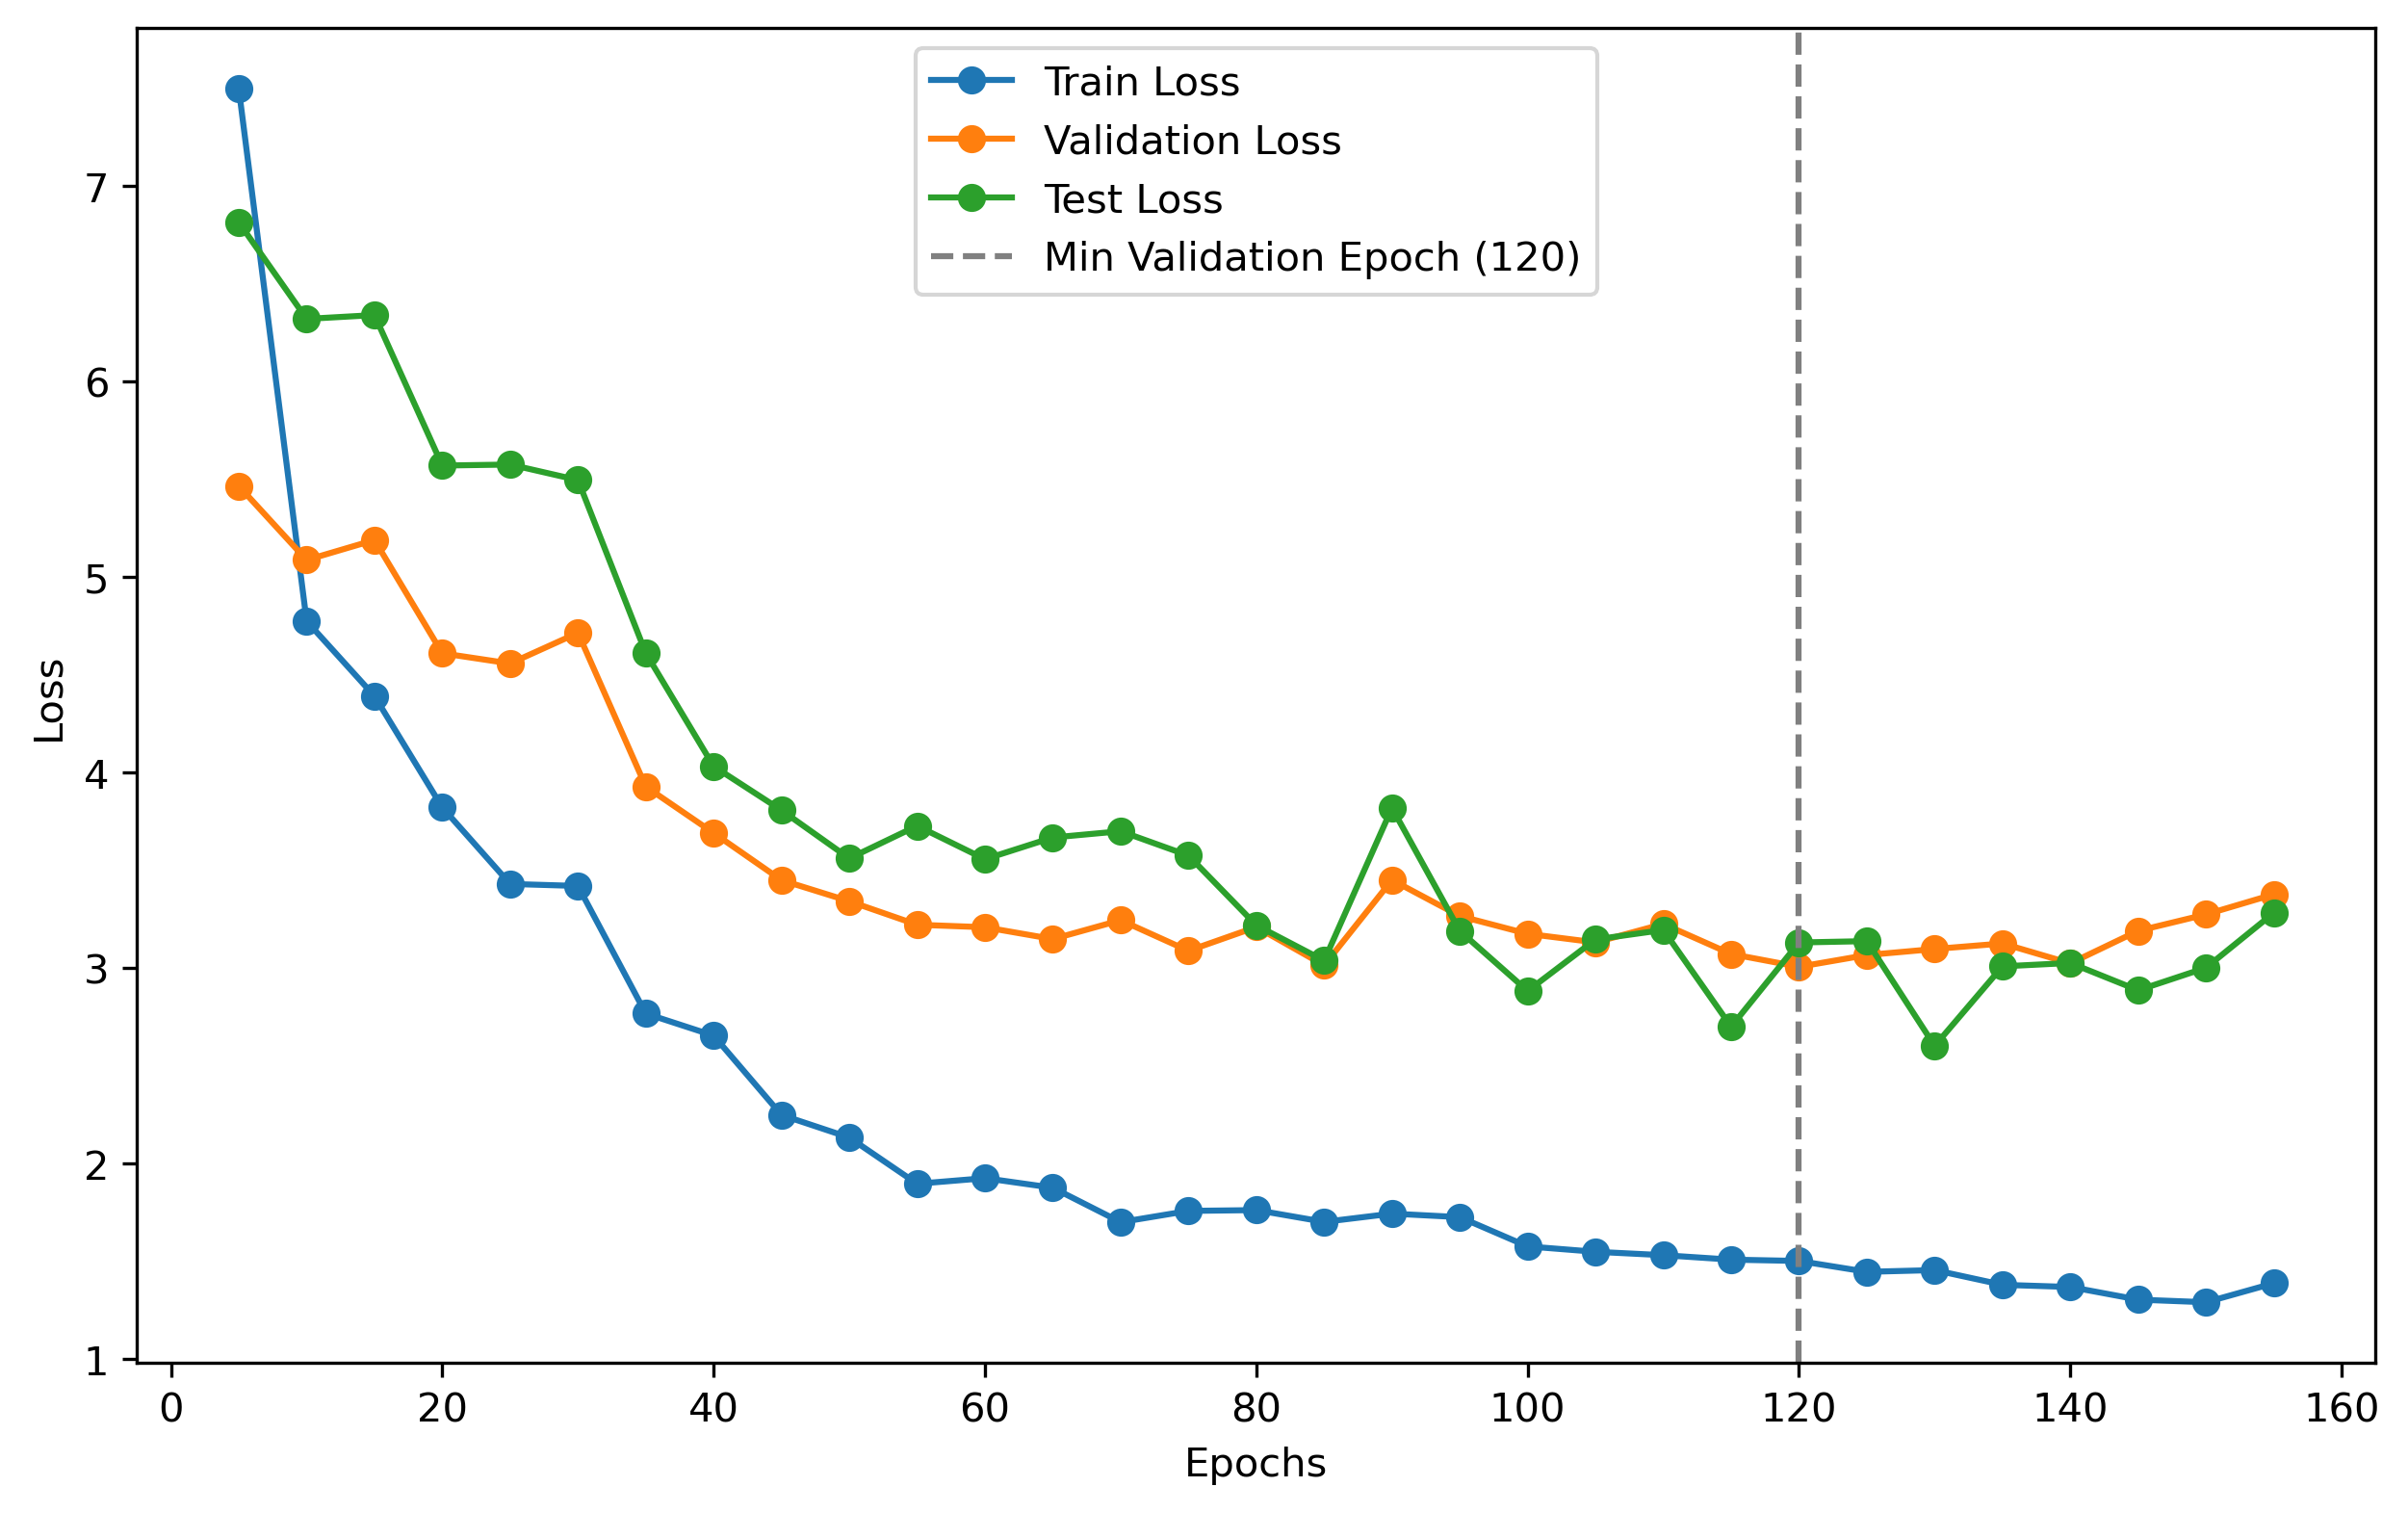 Train Loss
Validation Loss
Test Loss
Min Validation Epoch (120)
7
6
5
4
3
2
1
Loss
0 20 40 60 80 100 120 140 160
Epochs